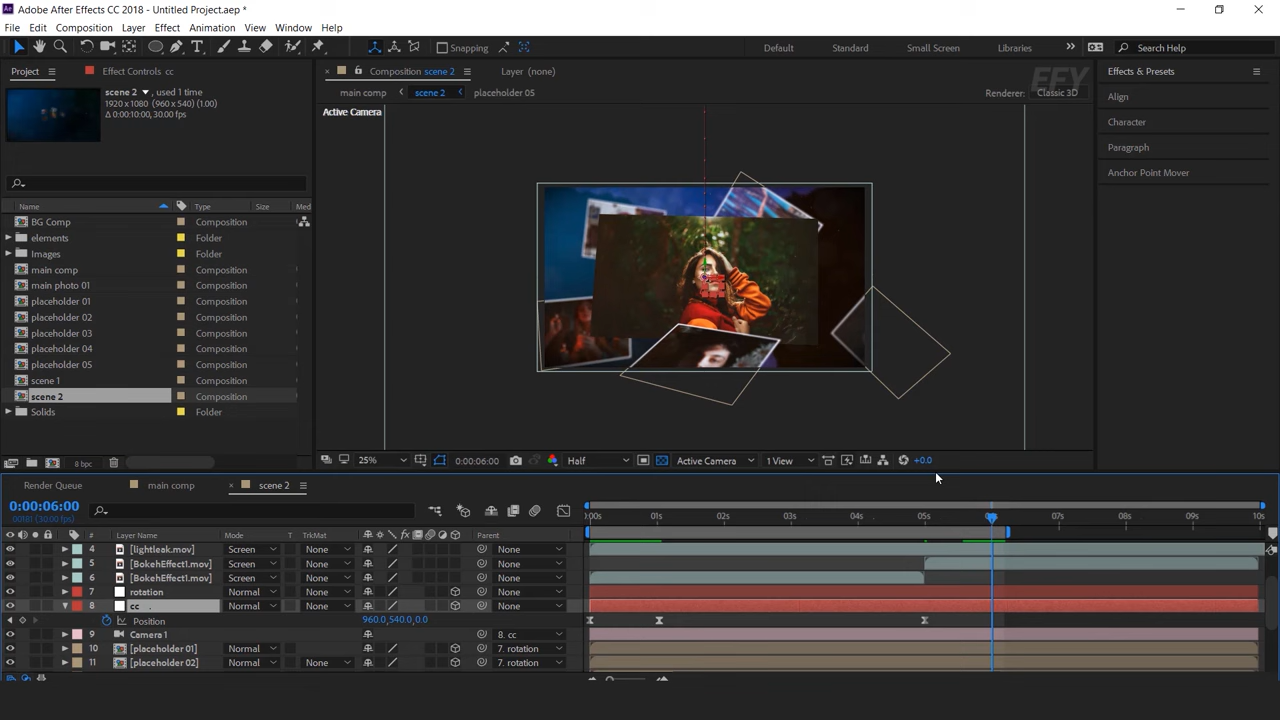 Adobe After Effects CC 2018 - Untitled Project.aep *
File Edit Composition Layer Effect Animation View Window Help
Snapping Default Standard Small Screen Libraries Search Help
Project Effect Controls cc
Composition scene 2 Layer (none) Effects & Presets
EFY
main comp scene 2 placeholder 05 Renderer: Classic 3D
scene 2 , used 1 time
1920 x 1080 (960 x 540) (1.00)
Δ 0:00:10:00, 30.00 fps
Active Camera
Align
Character
Paragraph
Anchor Point Mover
Name Type Size Med
BG Comp Composition
elements Folder
Images Folder
main comp Composition
main photo 01 Composition
placeholder 01 Composition
placeholder 02 Composition
placeholder 03 Composition
placeholder 04 Composition
placeholder 05 Composition
scene 1 Composition
scene 2 Composition
Solids Folder
8 bpc 25% 0:00:06:00 Half Active Camera 1 View +0.0
Render Queue main comp scene 2
0:00:06:00
00181 (30.00 fps)
:00s 01s 02s 03s 04s 05s 07s 08s 09s 10s
# Layer Name Mode T TrkMat Parent
4 [lightleak.mov] Screen None None
5 [BokehEffect1.mov] Screen None None
6 [BokehEffect1.mov] Screen None None
7 rotation Normal None None
8 cc Normal None None
Position 960.0,540.0,0.0
9 Camera 1 8. cc
10 [placeholder 01] Normal 7. rotation
11 [placeholder 02] Normal None 7. rotation